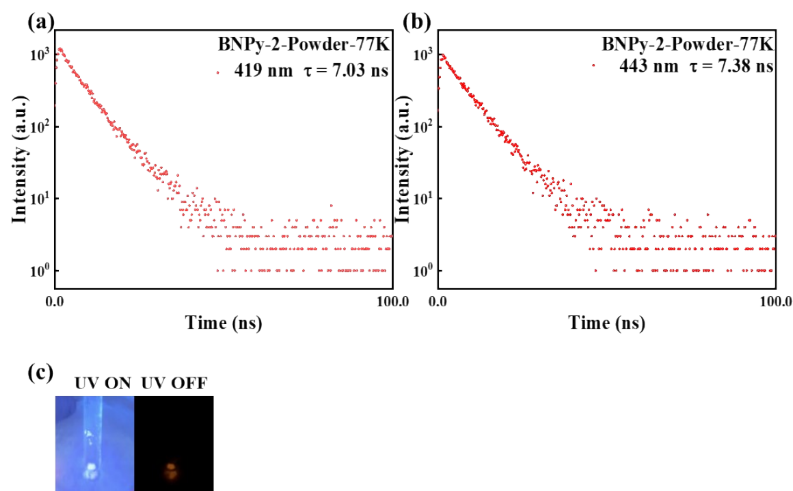 (a.)
BNPy-2-Powder-77K
419 nm τ = 7.03 ns
Intensity (a.u.)
10³
10²
10¹
10⁰
0.0
100.0
Time (ns)
(b.)
BNPy-2-Powder-77K
443 nm τ = 7.38 ns
Intensity (a.u.)
10³
10²
10¹
10⁰
0.0
100.0
Time (ns)
(c)
UV ON UV OFF